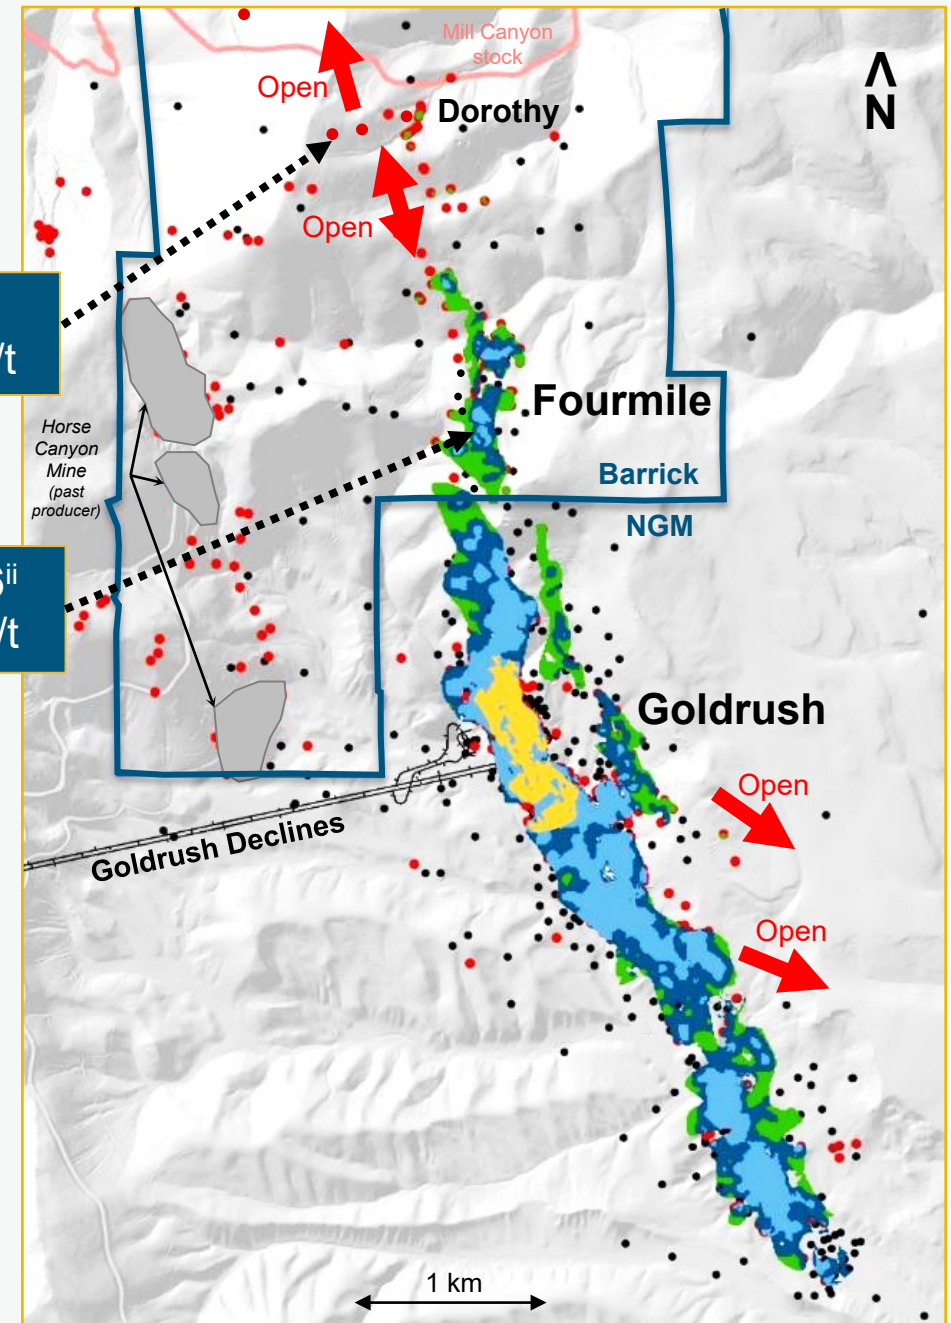 Mill Canyon
stock
Λ
N
Open
Dorothy
Open
/t
Fourmile
Horse
Canyon
Mine
(past
producer)
Barrick
NGM
ii
/t
Goldrush
Open
Goldrush Declines
Open
1 km